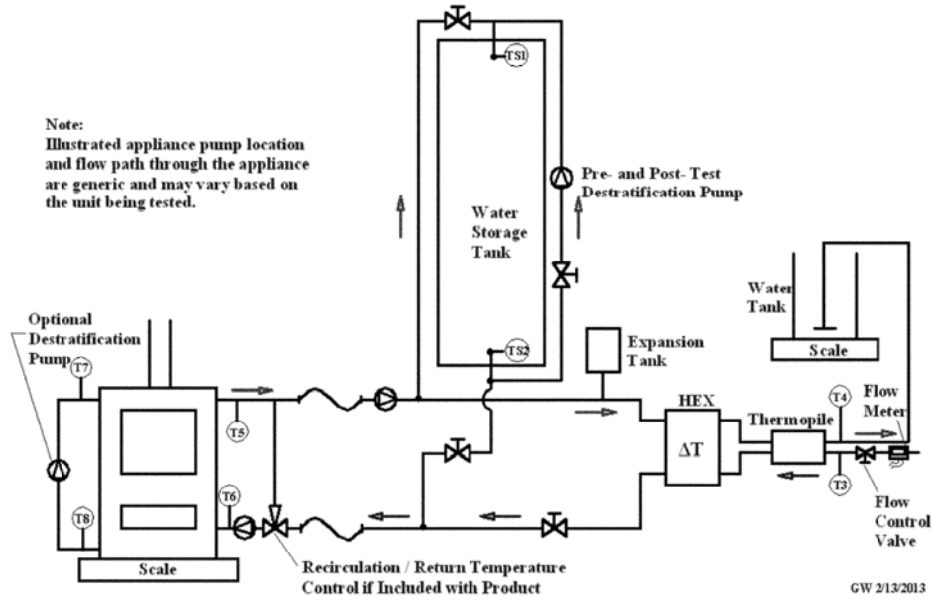 Note:
Illustrated appliance pump location
and flow path through the appliance
are generic and may vary based on
the unit being tested.
TS1
Pre- and Post- Test
Destratification Pump
Water
Storage
Tank
Water
Tank
Scale
Optional
Destratification
Pump
T7
TS2
Expansion
Tank
Flow
Meter
HEX
Thermopile
T4
T5
ΔT
T6
T3
T8
Flow
Control
Valve
Scale
Recirculation / Return Temperature
Control if Included with Product
GW 2/13/2013